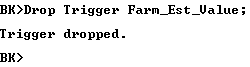 BK>Drop Trigger Farm_Est_Value;
Trigger dropped.
BK>